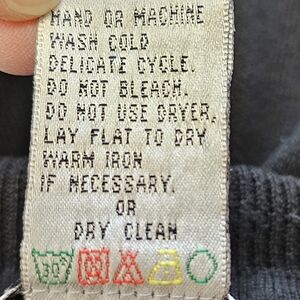 HAND OR MACHINE
WASH COLD
DELICATE CYCLE.
DO NOT BLEACH.
DO NOT USE DRYER,
LAY FLAT TO DRY
WARM IRON
IF NECESSARY.
OR
DRY CLEAN
30°